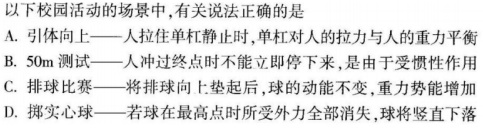 以下校园活动的场景中,有关说法正确的是
A. 引体向上——人拉住单杠静止时,单杠对人的拉力与人的重力平衡
B. 50m 测试——人冲过终点时不能立即停下来,是由于受惯性作用
C. 排球比赛——将排球向上垫起后,球的动能不变,重力势能增加
D. 掷实心球——若球在最高点时所受外力全部消失,球将竖直下落